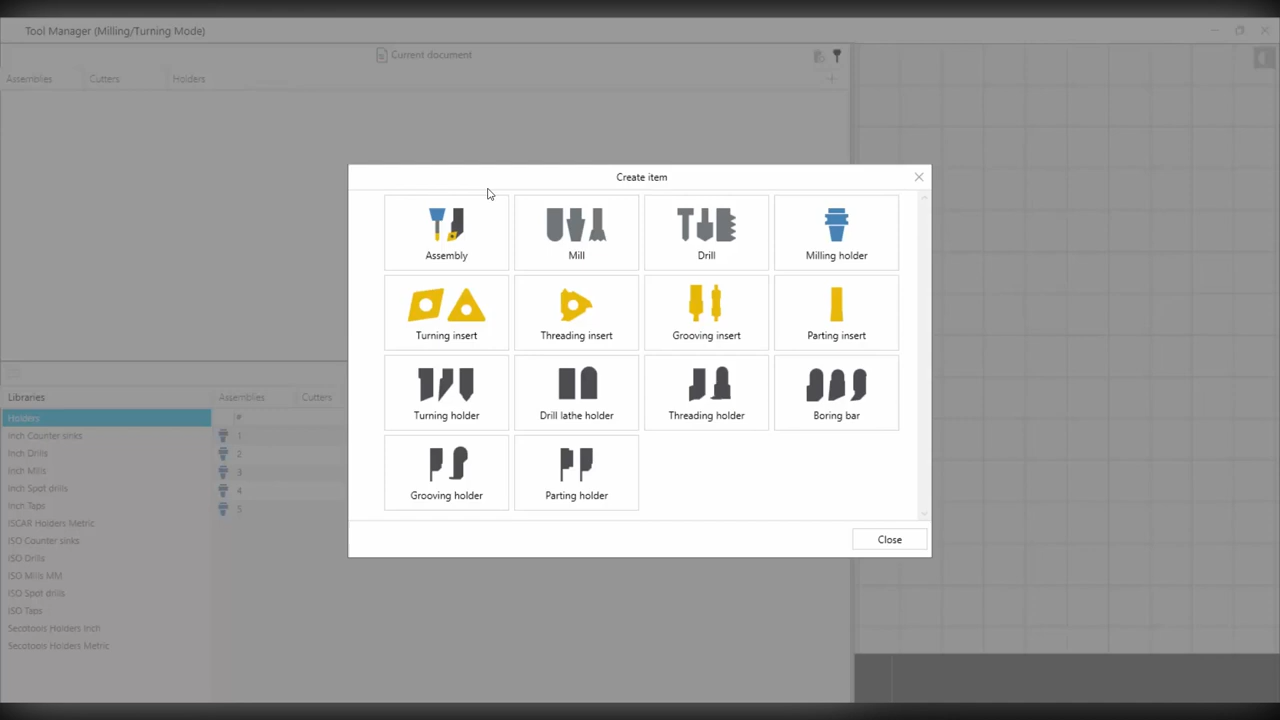 Tool Manager (Milling/Turning Mode)
Current document
Assemblies Cutters Holders
Create item
Assembly Mill Drill Milling holder
Turning insert Threading insert Grooving insert Parting insert
Turning holder Drill lathe holder Threading holder Boring bar
Grooving holder Parting holder
Close
Libraries
Holders
Inch Counter sinks
Inch Drills
Inch Mills
Inch Spot drills
Inch Taps
ISCAR Holders Metric
ISO Counter sinks
ISO Drills
ISO Mills MM
ISO Spot drills
ISO Taps
Secotools Holders Inch
Secotools Holders Metric
Assemblies Cutters
#
1
2
3
4
5